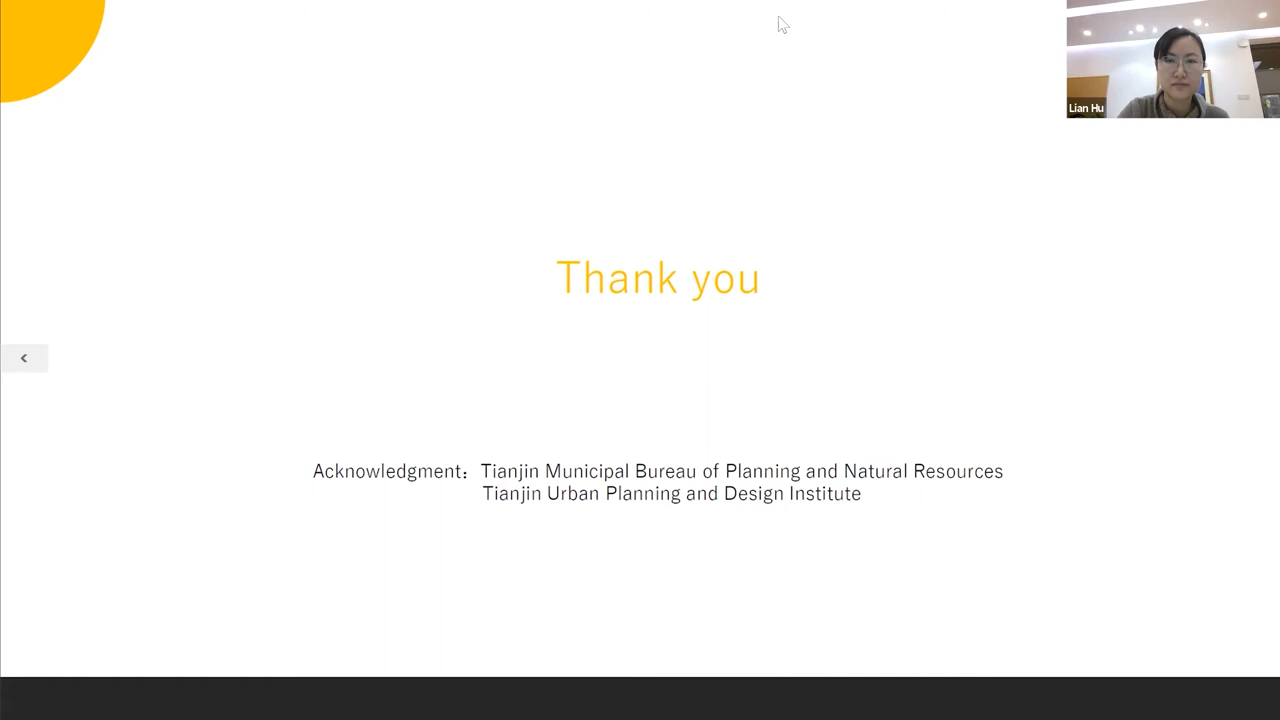 Lian Hu
Thank you
Acknowledgment：Tianjin Municipal Bureau of Planning and Natural Resources
Tianjin Urban Planning and Design Institute